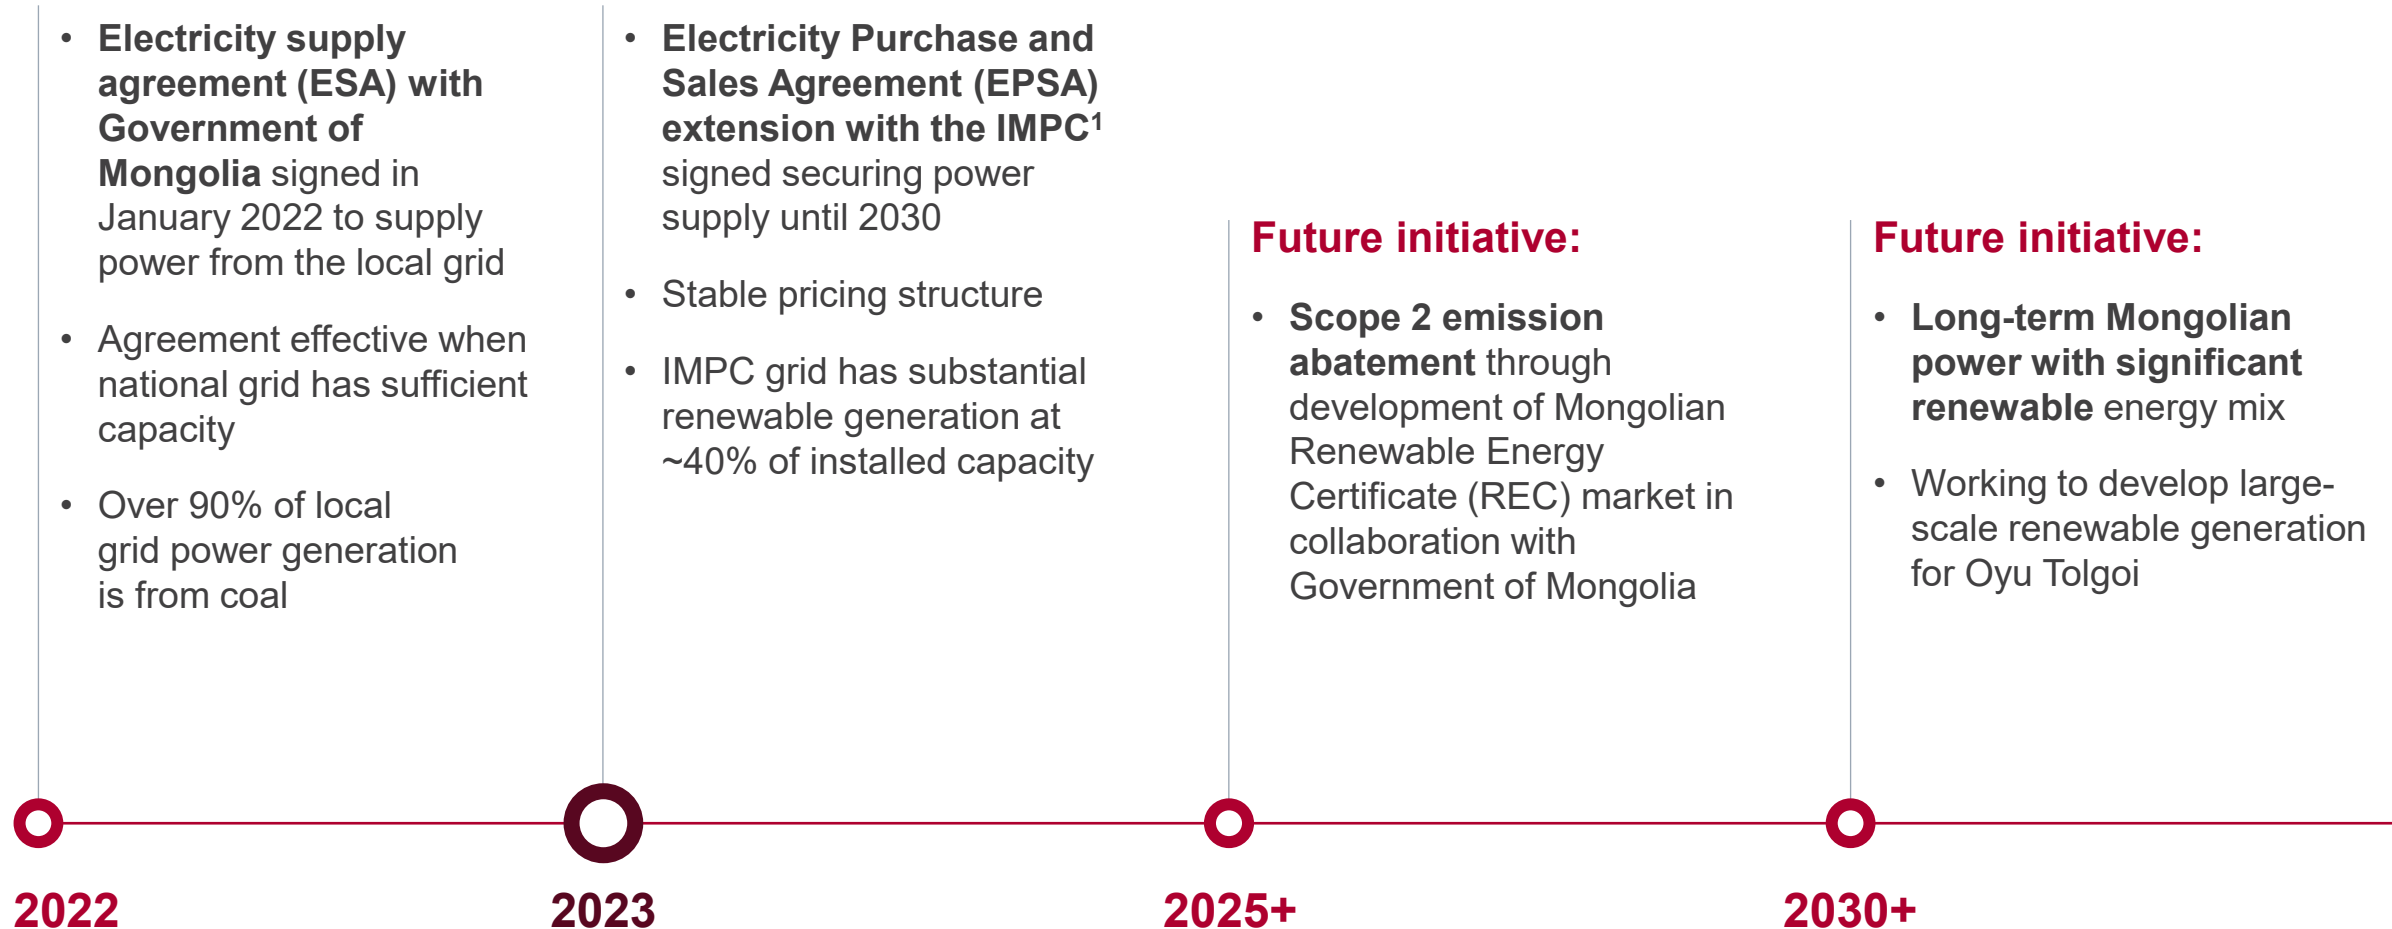 • Electricity supply
agreement (ESA) with
Government of
Mongolia signed in
January 2022 to supply
power from the local grid
• Agreement effective when
national grid has sufficient
capacity
• Over 90% of local
grid power generation
is from coal
2022
• Electricity Purchase and
Sales Agreement (EPSA)
extension with the IMPC¹
signed securing power
supply until 2030
• Stable pricing structure
• IMPC grid has substantial
renewable generation at
~40% of installed capacity
2023
Future initiative:
• Scope 2 emission
abatement through
development of Mongolian
Renewable Energy
Certificate (REC) market in
collaboration with
Government of Mongolia
2025+
Future initiative:
• Long-term Mongolian
power with significant
renewable energy mix
• Working to develop large-
scale renewable generation
for Oyu Tolgoi
2030+